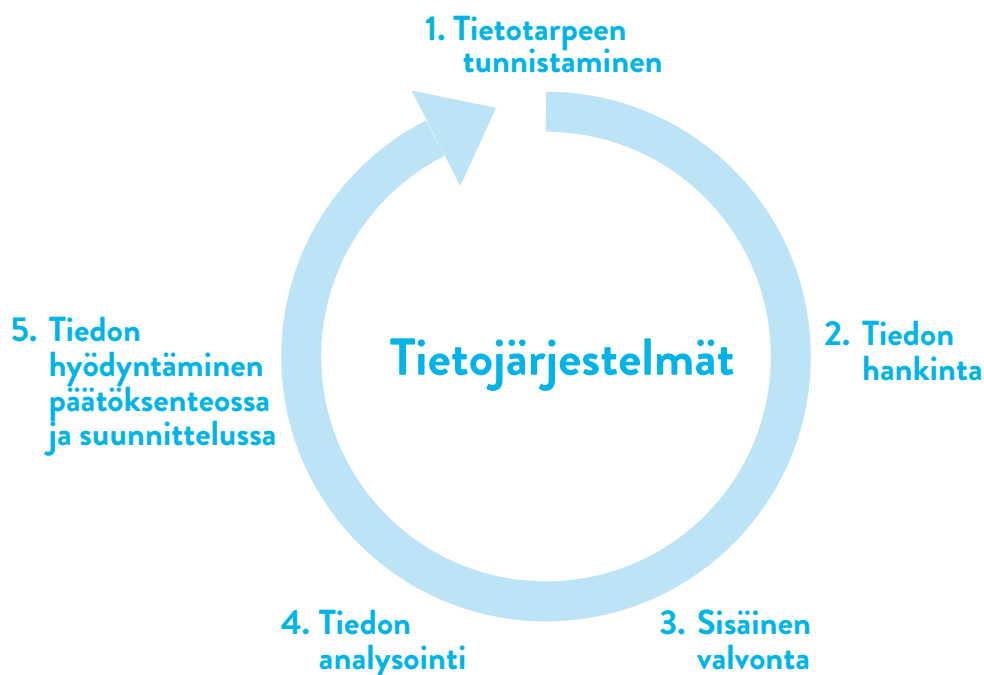 1. Tietotarpeen
tunnistaminen
2. Tiedon
hankinta
3. Sisäinen
valvonta
4. Tiedon
analysointi
5. Tiedon
hyödyntäminen
päätöksenteossa
ja suunnittelussa
Tietojärjestelmät